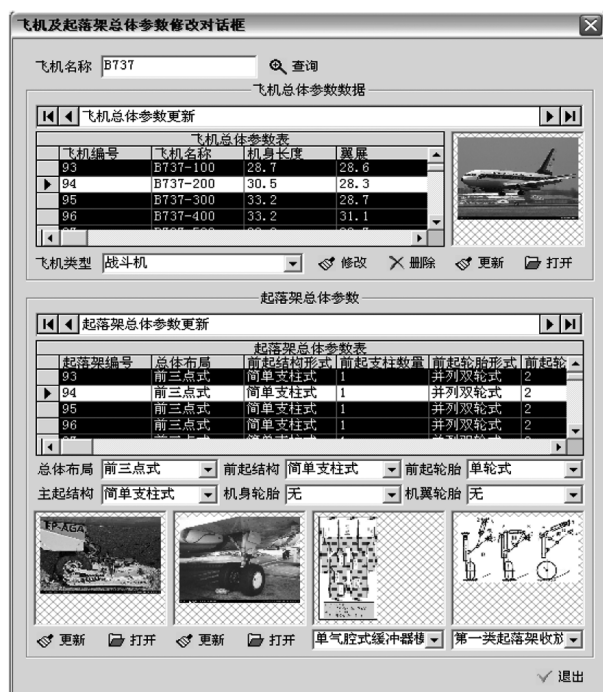 飞机及起落架总体参数修改对话框
飞机名称 B737 查询
飞机总体参数数据
飞机总体参数更新
飞机总体参数表
飞机编号 飞机名称 机身长度 翼展
93 B737-100 28.7 28.6
94 B737-200 30.5 28.3
95 B737-300 33.2 28.7
96 B737-400 33.2 31.1
飞机类型 战斗机 修改 删除 更新 打开
起落架总体参数
起落架总体参数更新
起落架总体参数表
起落架编号 总体布局 前起结构形式 前起支柱数量 前起轮胎形式 前起轮
93 前三点式 简单支柱式 1 并列双轮式 2
94 前三点式 简单支柱式 1 并列双轮式 2
95 前三点式 简单支柱式 1 并列双轮式 2
96 前三点式 简单支柱式 1 并列双轮式 2
总体布局 前三点式 前起结构 简单支柱式 前起轮胎 单轮式
主起结构 简单支柱式 机身轮胎 无 机翼轮胎 无
EP-AGA
更新 打开 更新 打开 单气腔式缓冲器 第一类起落架收放
退出